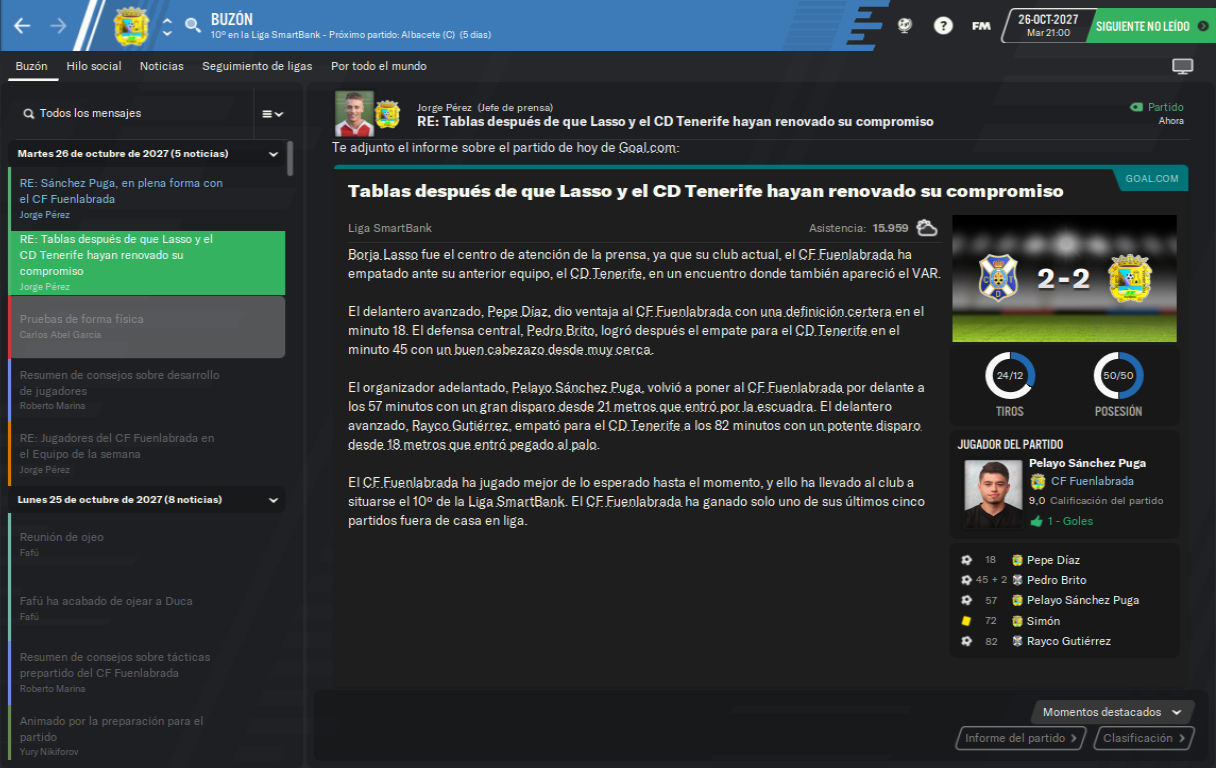 BUZÓN
10º en la Liga SmartBank - Próximo partido: Albacete (C) (5 días)
?
FM
26-OCT-2027
Mar 21:00
SIGUIENTE NO LEÍDO
Buzón
Hilo social
Noticias
Seguimiento de ligas
Por todo el mundo
Todos los mensajes
Martes 26 de octubre de 2027 (5 noticias)
RE: Sánchez Puga, en plena forma con
el CF Fuenlabrada
Jorge Pérez
RE: Tablas después de que Lasso y el
CD Tenerife hayan renovado su
compromiso
Jorge Pérez
Pruebas de forma física
Carlos Abel García
Resumen de consejos sobre desarrollo
de jugadores
Roberto Marina
RE: Jugadores del CF Fuenlabrada en
el Equipo de la semana
Jorge Pérez
Lunes 25 de octubre de 2027 (8 noticias)
Reunión de ojeo
Fafú
Fafú ha acabado de ojear a Duca
Fafú
Resumen de consejos sobre tácticas
prepartido del CF Fuenlabrada
Roberto Marina
Animado por la preparación para el
partido
Yury Nikiforov
Jorge Pérez (Jefe de prensa)
RE: Tablas después de que Lasso y el CD Tenerife hayan renovado su compromiso
Partido
Ahora
Te adjunto el informe sobre el partido de hoy de Goal.com:
GOAL.COM
Tablas después de que Lasso y el CD Tenerife hayan renovado su compromiso
Liga SmartBank
Asistencia: 15.959
Borja Lasso fue el centro de atención de la prensa, ya que su club actual, el CF Fuenlabrada ha
empatado ante su anterior equipo, el CD Tenerife, en un encuentro donde también apareció el VAR.
El delantero avanzado, Pepe Díaz, dio ventaja al CF Fuenlabrada con una definición certera en el
minuto 18. El defensa central, Pedro Brito, logró después el empate para el CD Tenerife en el
minuto 45 con un buen cabezazo desde muy cerca.
El organizador adelantado, Pelayo Sánchez Puga, volvió a poner al CF Fuenlabrada por delante a
los 57 minutos con un gran disparo desde 21 metros que entró por la escuadra. El delantero
avanzado, Rayco Gutiérrez, empató para el CD Tenerife a los 82 minutos con un potente disparo
desde 18 metros que entró pegado al palo.
El CF Fuenlabrada ha jugado mejor de lo esperado hasta el momento, y ello ha llevado al club a
situarse el 10º de la Liga SmartBank. El CF Fuenlabrada ha ganado solo uno de sus últimos cinco
partidos fuera de casa en liga.
2-2
24/12
TIROS
50/50
POSESIÓN
JUGADOR DEL PARTIDO
Pelayo Sánchez Puga
CF Fuenlabrada
9,0 Calificación del partido
1 - Goles
18 Pepe Díaz
45 + 2 Pedro Brito
57 Pelayo Sánchez Puga
72 Simón
82 Rayco Gutiérrez
Momentos destacados
Informe del partido
Clasificación